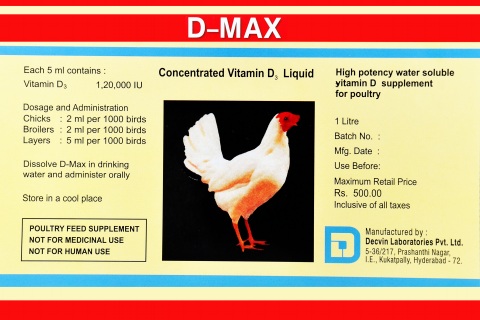 D-MAX
Each 5 ml contains :
Vitamin D3 1,20,000 IU
Dosage and Administration
Chicks : 2 ml per 1000 birds
Broilers : 2 ml per 1000 birds
Layers : 5 ml per 1000 birds
Dissolve D-Max in drinking
water and administer orally
Store in a cool place
POULTRY FEED SUPPLEMENT
NOT FOR MEDICINAL USE
NOT FOR HUMAN USE
Concentrated Vitamin D3 Liquid
High potency water soluble
vitamin D supplement
for poultry
1 Litre
Batch No. :
Mfg. Date :
Use Before:
Maximum Retail Price
Rs. 500.00
Inclusive of all taxes
D
Manufactured by :
Decvin Laboratories Pvt. Ltd.
5-36/217, Prashanthi Nagar,
I.E., Kukatpally, Hyderabad - 72.